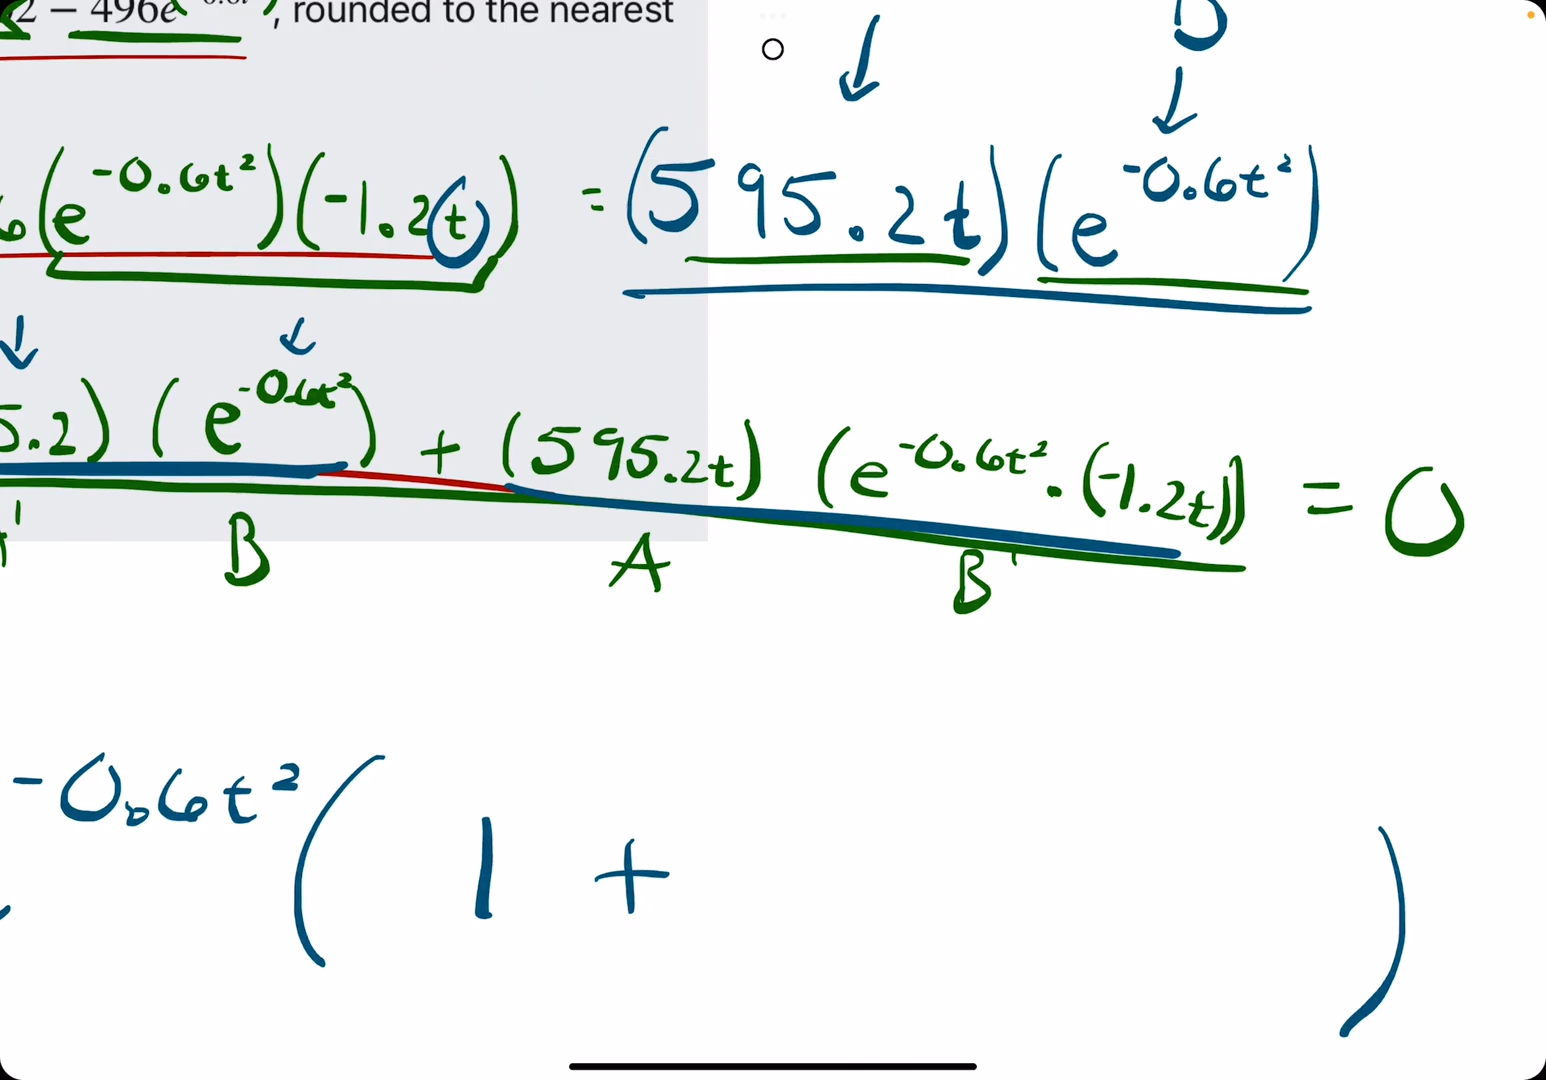 2 − 496e , rounded to the nearest
(e^{-0.6t²})(-1.2t) = (595.2t)(e^{-0.6t²})
5.2)(e^{-0.6t²}) + (595.2t)(e^{-0.6t²}·(-1.2t)) = 0
B A B'
-0.6t² ( 1 + )